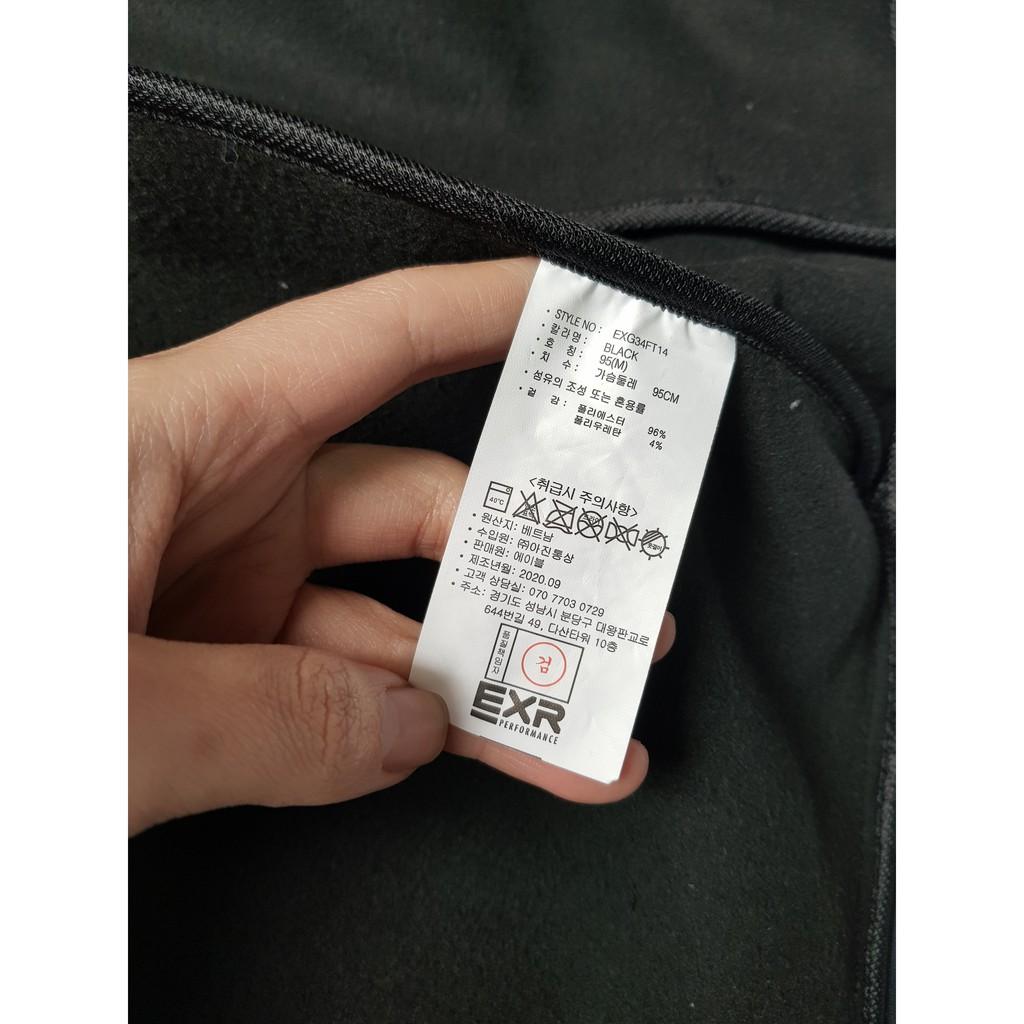 • STYLE NO : EXG34FT14
• 칼라명 : BLACK
• 호 칭 : 95(M)
• 치 수 : 가슴둘레 95CM
• 섬유의 조성 또는 혼용률
• 겉 감 : 폴리에스터 96%
폴리우레탄 4%
<취급시 주의사항>
40℃
• 원산지: 베트남
• 수입원: ㈜아진통상
• 판매원: 에이블
• 제조년월: 2020.09
• 고객 상담실: 070 7703 0729
• 주소: 경기도 성남시 분당구 대왕판교로
644번길 49, 다산타워 10층
품질책임자
검
EXR
PERFORMANCE